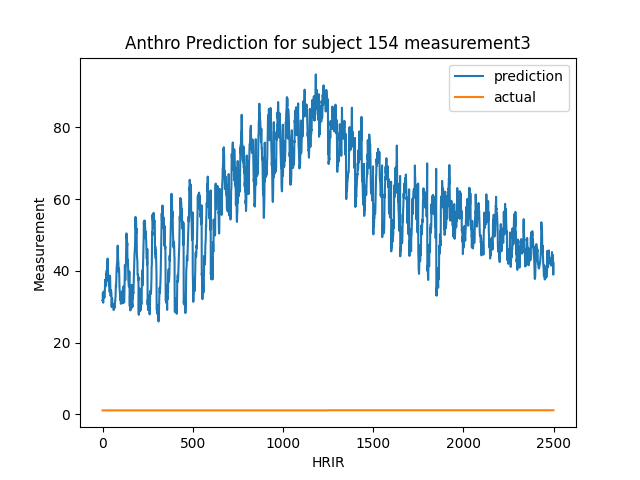 Anthro Prediction for subject 154 measurement3
prediction
actual
Measurement
80
60
40
20
0
0
500
1000
1500
2000
2500
HRIR